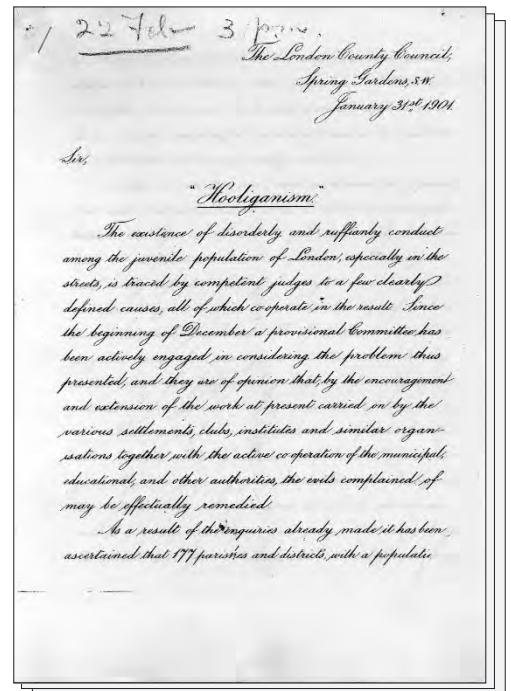 22 Feb 3 p.m.
The London County Council,
Spring Gardens, S.W.
January 31st 1901.
Sir,
"Hooliganism."
The existence of disorderly and ruffianly conduct
among the juvenile population of London, especially in the
streets, is traced by competent judges to a few clearly
defined causes, all of which co-operate in the result. Since
the beginning of December a provisional Committee has
been actively engaged in considering the problem thus
presented, and they are of opinion that, by the encouragement
and extension of the work at present carried on by the
various settlements, clubs, institutes and similar organ-
isations together with the active co-operation of the municipal,
educational, and other authorities, the evils complained of
may be effectually remedied.
As a result of the enquiries already made it has been
ascertained that 177 parishes and districts, with a populatio